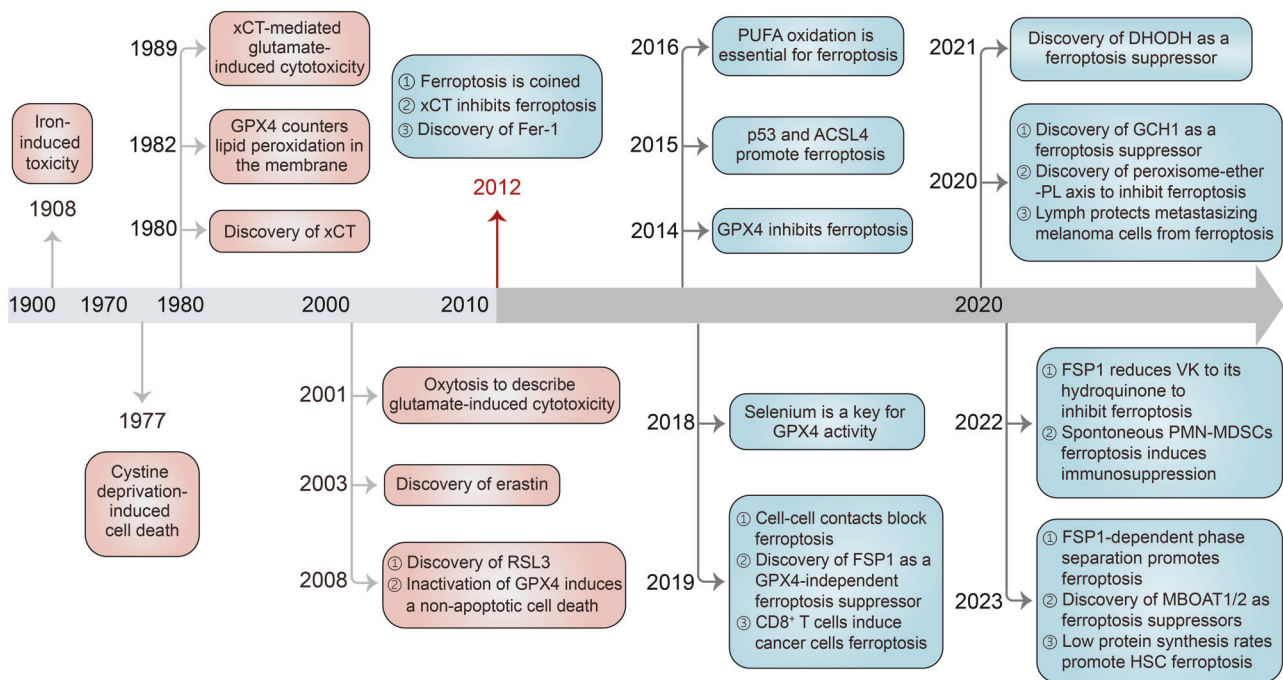 1989
xCT-mediated
glutamate-
induced cytotoxicity
1982
GPX4 counters
lipid peroxidation in
the membrane
1980
Discovery of xCT
Iron-
induced
toxicity
1908
① Ferroptosis is coined
② xCT inhibits ferroptosis
③ Discovery of Fer-1
2012
2016
PUFA oxidation is
essential for ferroptosis
2015
p53 and ACSL4
promote ferroptosis
2014
GPX4 inhibits ferroptosis
2021
Discovery of DHODH as a
ferroptosis suppressor
2020
① Discovery of GCH1 as a
ferroptosis suppressor
② Discovery of peroxisome-ether
-PL axis to inhibit ferroptosis
③ Lymph protects metastasizing
melanoma cells from ferroptosis
1900 1970 1980 2000 2010 2020
1977
Cystine
deprivation-
induced
cell death
2001
Oxytosis to describe
glutamate-induced cytotoxicity
2003
Discovery of erastin
2008
① Discovery of RSL3
② Inactivation of GPX4 induces
a non-apoptotic cell death
2018
Selenium is a key for
GPX4 activity
2019
① Cell-cell contacts block
ferroptosis
② Discovery of FSP1 as a
GPX4-independent
ferroptosis suppressor
③ CD8⁺ T cells induce
cancer cells ferroptosis
2022
① FSP1 reduces VK to its
hydroquinone to
inhibit ferroptosis
② Spontaneous PMN-MDSCs
ferroptosis induces
immunosuppression
2023
① FSP1-dependent phase
separation promotes
ferroptosis
② Discovery of MBOAT1/2 as
ferroptosis suppressors
③ Low protein synthesis rates
promote HSC ferroptosis